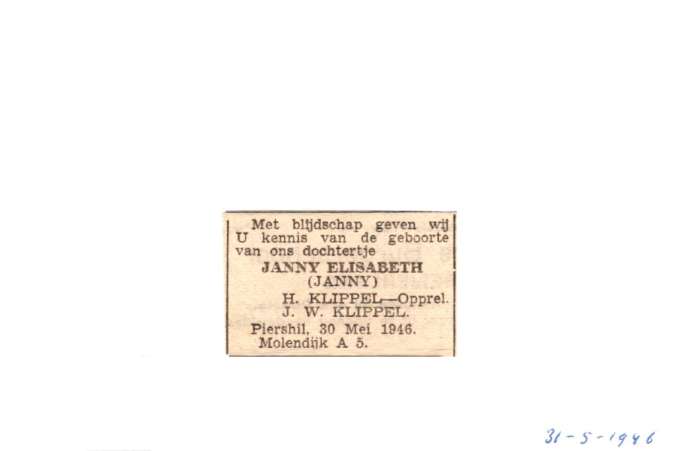 Met blijdschap geven wij
U kennis van de geboorte
van ons dochtertje
JANNY ELISABETH
(JANNY)
H. KLIPPEL—Opprel.
J. W. KLIPPEL.
Piershil, 30 Mei 1946.
Molendijk A 5.
31-5-1946